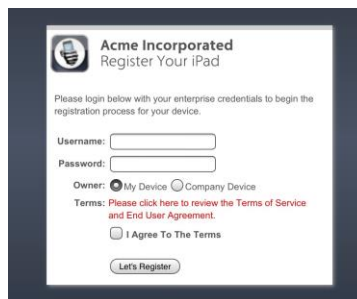 Acme Incorporated
Register Your iPad
Please login below with your enterprise credentials to begin the
registration process for your device.
Username:
Password:
Owner: My Device Company Device
Terms: Please click here to review the Terms of Service
and End User Agreement.
I Agree To The Terms
Let's Register